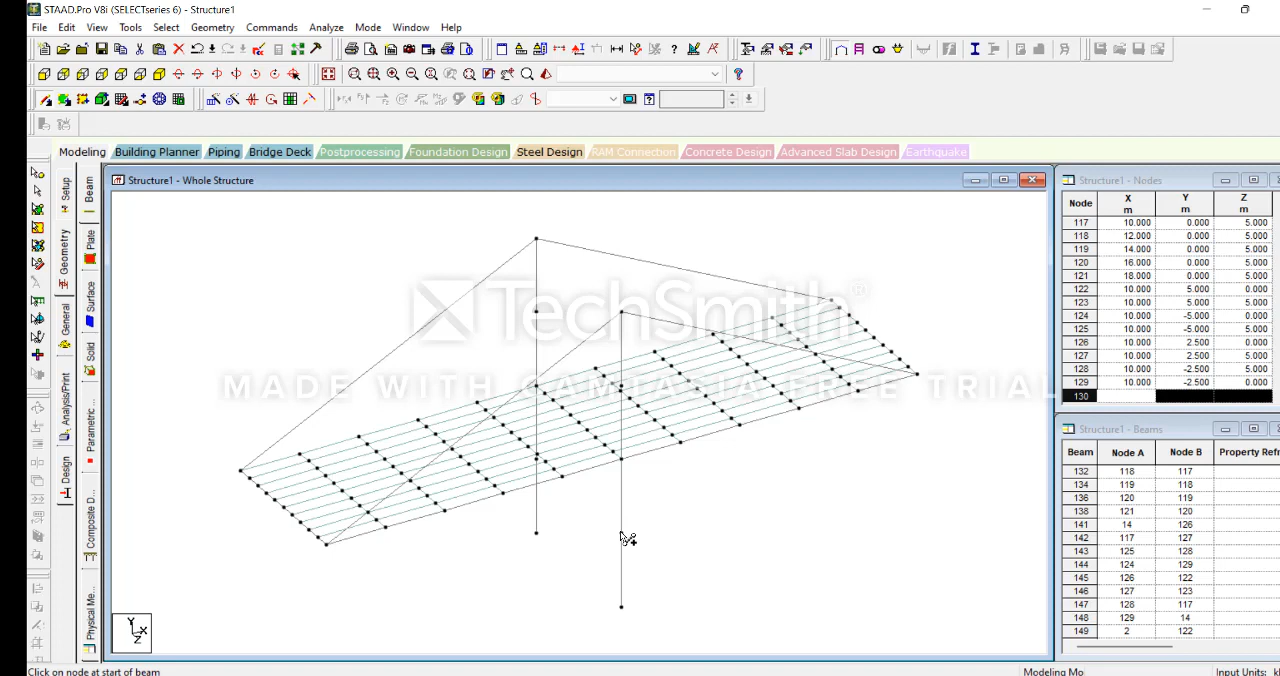 STAAD.Pro V8i (SELECTseries 6) - Structure1
File Edit View Tools Select Geometry Commands Analyze Mode Window Help
Modeling Building Planner Piping Bridge Deck Postprocessing Foundation Design Steel Design RAM Connection Concrete Design Advanced Slab Design Earthquake
Setup
Geometry
General
Analysis/Print
Design
Beam
Plate
Surface
Solid
Parametric ...
Composite D...
Physical Me...
Structure1 - Whole Structure
TechSmith®
MADE WITH CAMTASIA FREE TRIAL
Y X Z
Structure1 - Nodes
Node X m Y m Z m
117 10.000 0.000 5.000
118 12.000 0.000 5.000
119 14.000 0.000 5.000
120 16.000 0.000 5.000
121 18.000 0.000 5.000
122 10.000 5.000 0.000
123 10.000 5.000 5.000
124 10.000 -5.000 0.000
125 10.000 -5.000 5.000
126 10.000 2.500 0.000
127 10.000 2.500 5.000
128 10.000 -2.500 5.000
129 10.000 -2.500 0.000
130
Structure1 - Beams
Beam Node A Node B Property Refn
132 118 117
134 119 118
136 120 119
138 121 120
141 14 126
142 117 127
143 125 128
144 124 129
145 126 122
146 127 123
147 128 117
148 129 14
149 2 122
Click on node at start of beam
Modeling Mo
Input Units: k